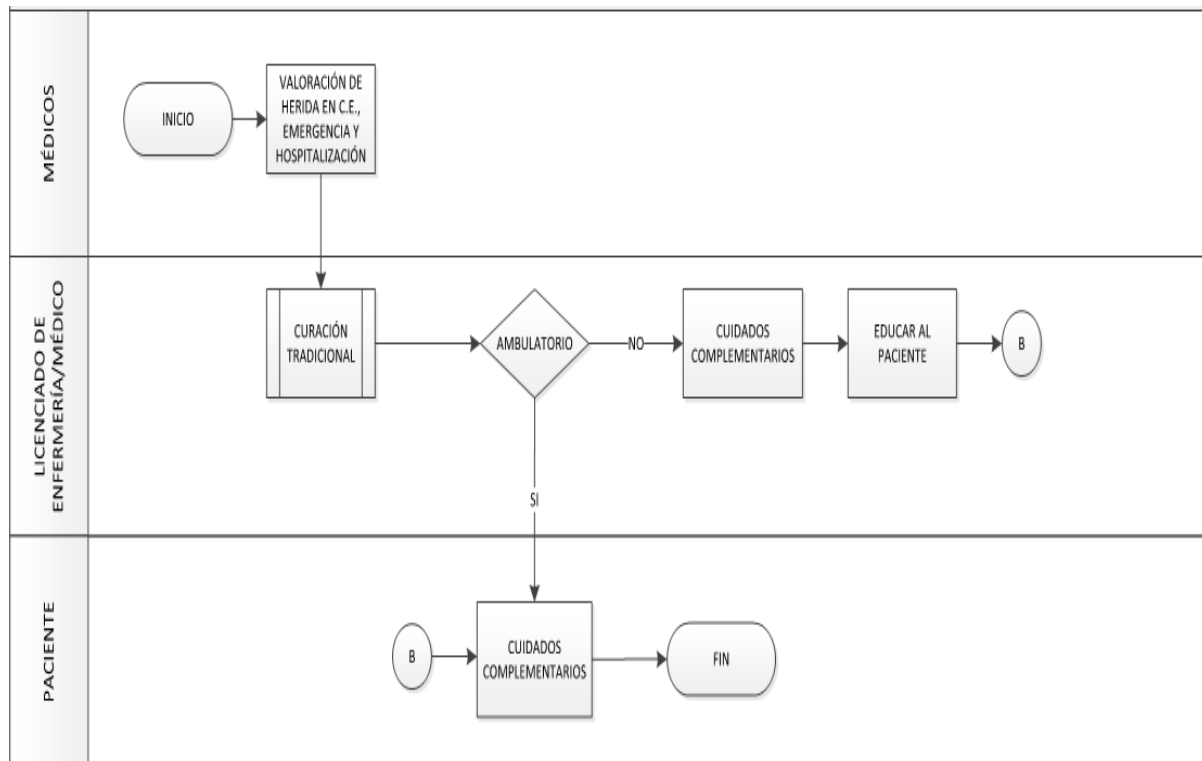 MÉDICOS
INICIO
VALORACIÓN DE
HERIDA EN C.E.,
EMERGENCIA Y
HOSPITALIZACIÓN
LICENCIADO DE
ENFERMERÍA/MÉDICO
CURACIÓN
TRADICIONAL
AMBULATORIO
NO
CUIDADOS
COMPLEMENTARIOS
EDUCAR AL
PACIENTE
B
SI
PACIENTE
B
CUIDADOS
COMPLEMENTARIOS
FIN